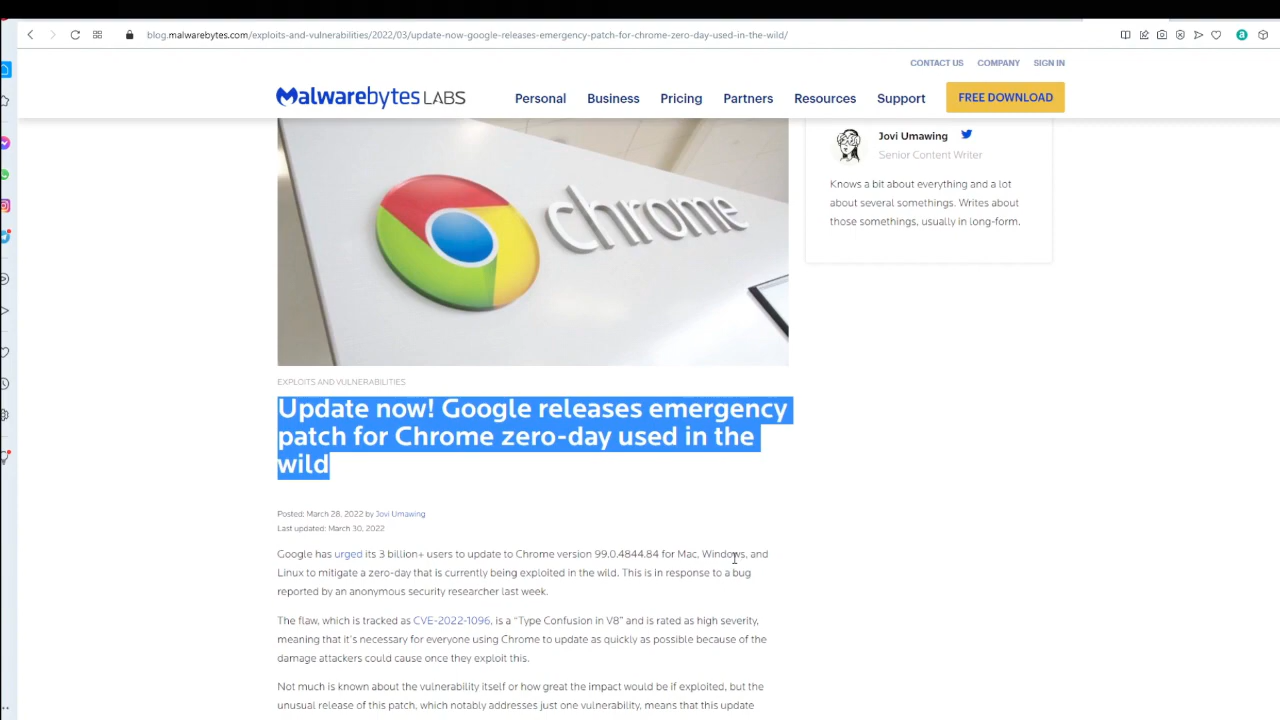 blog.malwarebytes.com/exploits-and-vulnerabilities/2022/03/update-now-google-releases-emergency-patch-for-chrome-zero-day-used-in-the-wild/
CONTACT US COMPANY SIGN IN
Malwarebytes LABS Personal Business Pricing Partners Resources Support FREE DOWNLOAD
chrome
Jovi Umawing
Senior Content Writer
Knows a bit about everything and a lot
about several somethings. Writes about
those somethings, usually in long-form.
EXPLOITS AND VULNERABILITIES
Update now! Google releases emergency
patch for Chrome zero-day used in the
wild
Posted: March 28, 2022 by Jovi Umawing
Last updated: March 30, 2022
Google has urged its 3 billion+ users to update to Chrome version 99.0.4844.84 for Mac, Windows, and
Linux to mitigate a zero-day that is currently being exploited in the wild. This is in response to a bug
reported by an anonymous security researcher last week.
The flaw, which is tracked as CVE-2022-1096, is a "Type Confusion in V8" and is rated as high severity,
meaning that it's necessary for everyone using Chrome to update as quickly as possible because of the
damage attackers could cause once they exploit this.
Not much is known about the vulnerability itself or how great the impact would be if exploited, but the
unusual release of this patch, which notably addresses just one vulnerability, means that this update